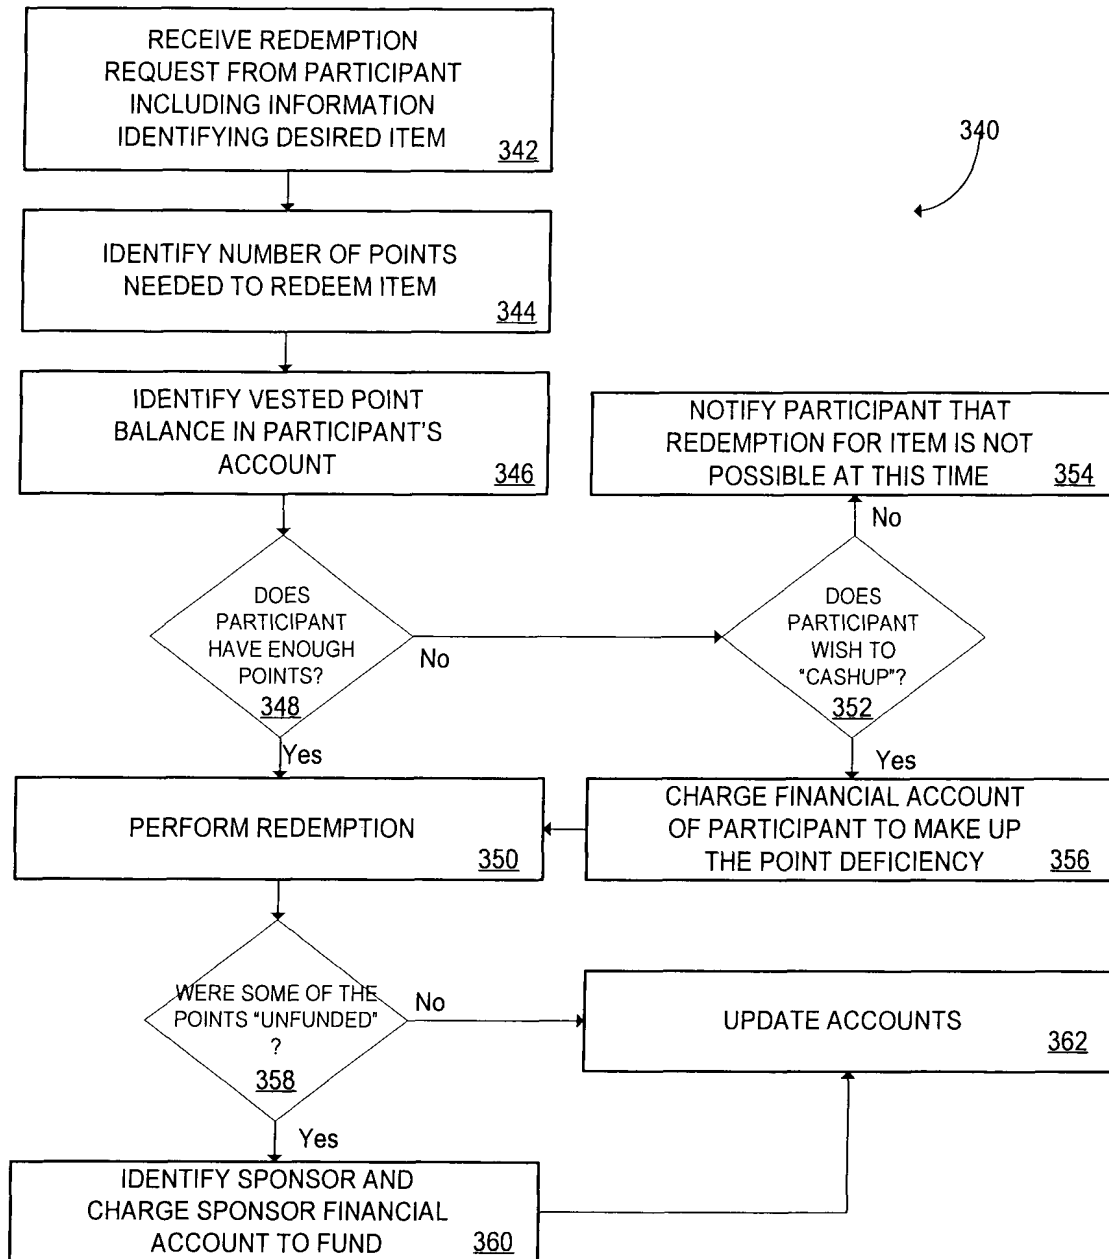 RECEIVE REDEMPTION
REQUEST FROM PARTICIPANT
INCLUDING INFORMATION
IDENTIFYING DESIRED ITEM
342
340
IDENTIFY NUMBER OF POINTS
NEEDED TO REDEEM ITEM
344
IDENTIFY VESTED POINT
BALANCE IN PARTICIPANT'S
ACCOUNT
346
NOTIFY PARTICIPANT THAT
REDEMPTION FOR ITEM IS NOT
POSSIBLE AT THIS TIME
354
No
DOES
PARTICIPANT
HAVE ENOUGH
POINTS?
348
No
DOES
PARTICIPANT
WISH TO
"CASHUP"?
352
Yes
Yes
PERFORM REDEMPTION
350
CHARGE FINANCIAL ACCOUNT
OF PARTICIPANT TO MAKE UP
THE POINT DEFICIENCY
356
WERE SOME OF THE
POINTS "UNFUNDED"
?
358
No
UPDATE ACCOUNTS
362
Yes
IDENTIFY SPONSOR AND
CHARGE SPONSOR FINANCIAL
ACCOUNT TO FUND
360